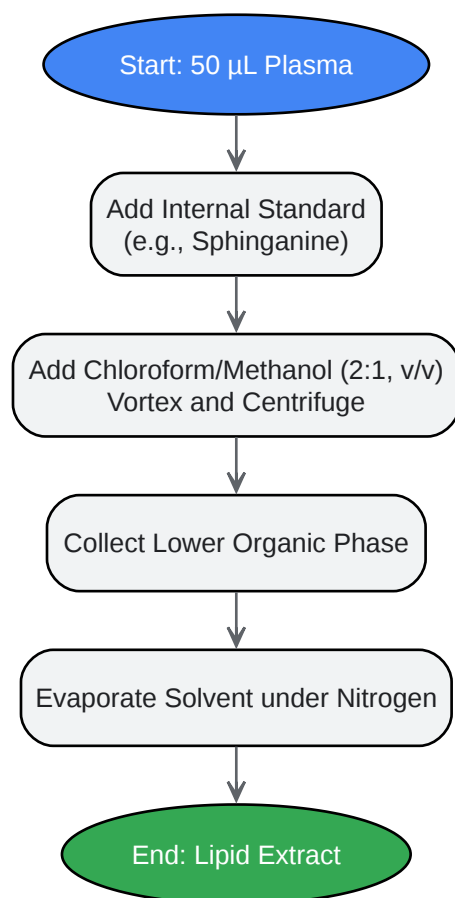 Start: 50 µL Plasma
Add Internal Standard
(e.g., Sphinganine)
Add Chloroform/Methanol (2:1, v/v)
Vortex and Centrifuge
Collect Lower Organic Phase
Evaporate Solvent under Nitrogen
End: Lipid Extract